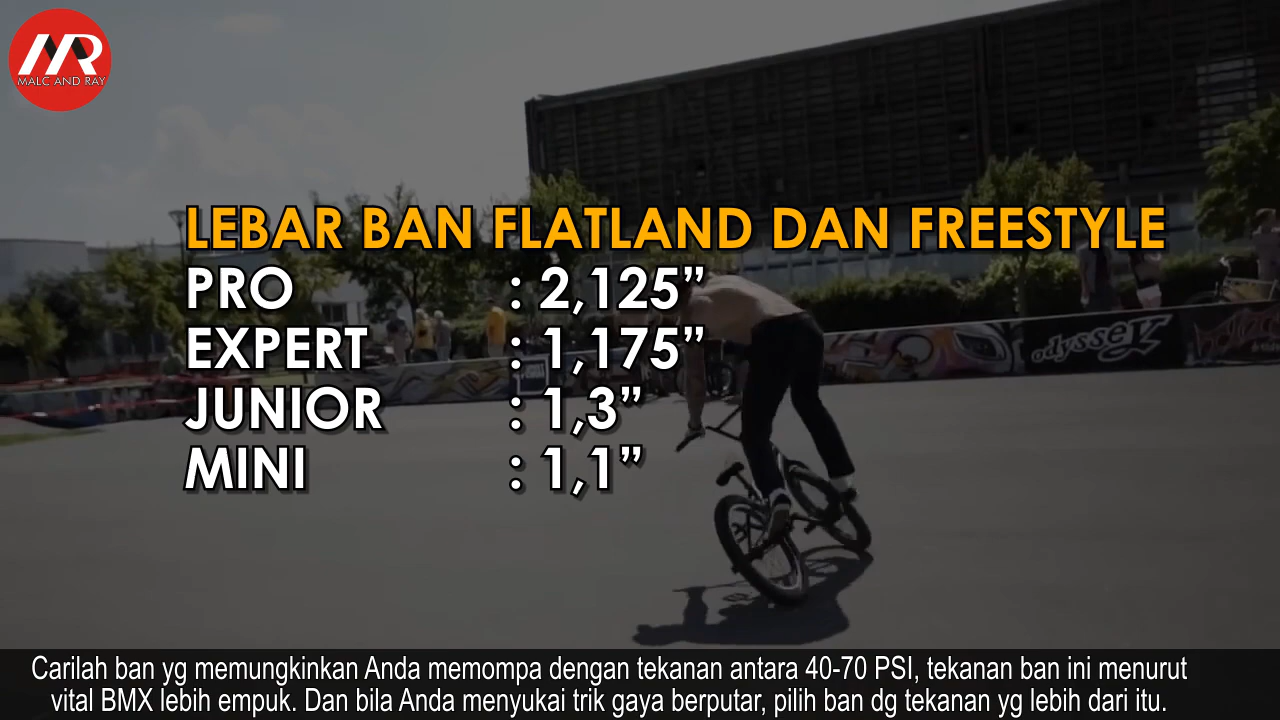 MR
MALC AND RAY
LEBAR BAN FLATLAND DAN FREESTYLE
PRO : 2,125”
EXPERT : 1,175”
JUNIOR : 1,3”
MINI : 1,1”
odyssey
Carilah ban yg memungkinkan Anda memompa dengan tekanan antara 40-70 PSI, tekanan ban ini menurut
vital BMX lebih empuk. Dan bila Anda menyukai trik gaya berputar, pilih ban dg tekanan yg lebih dari itu.